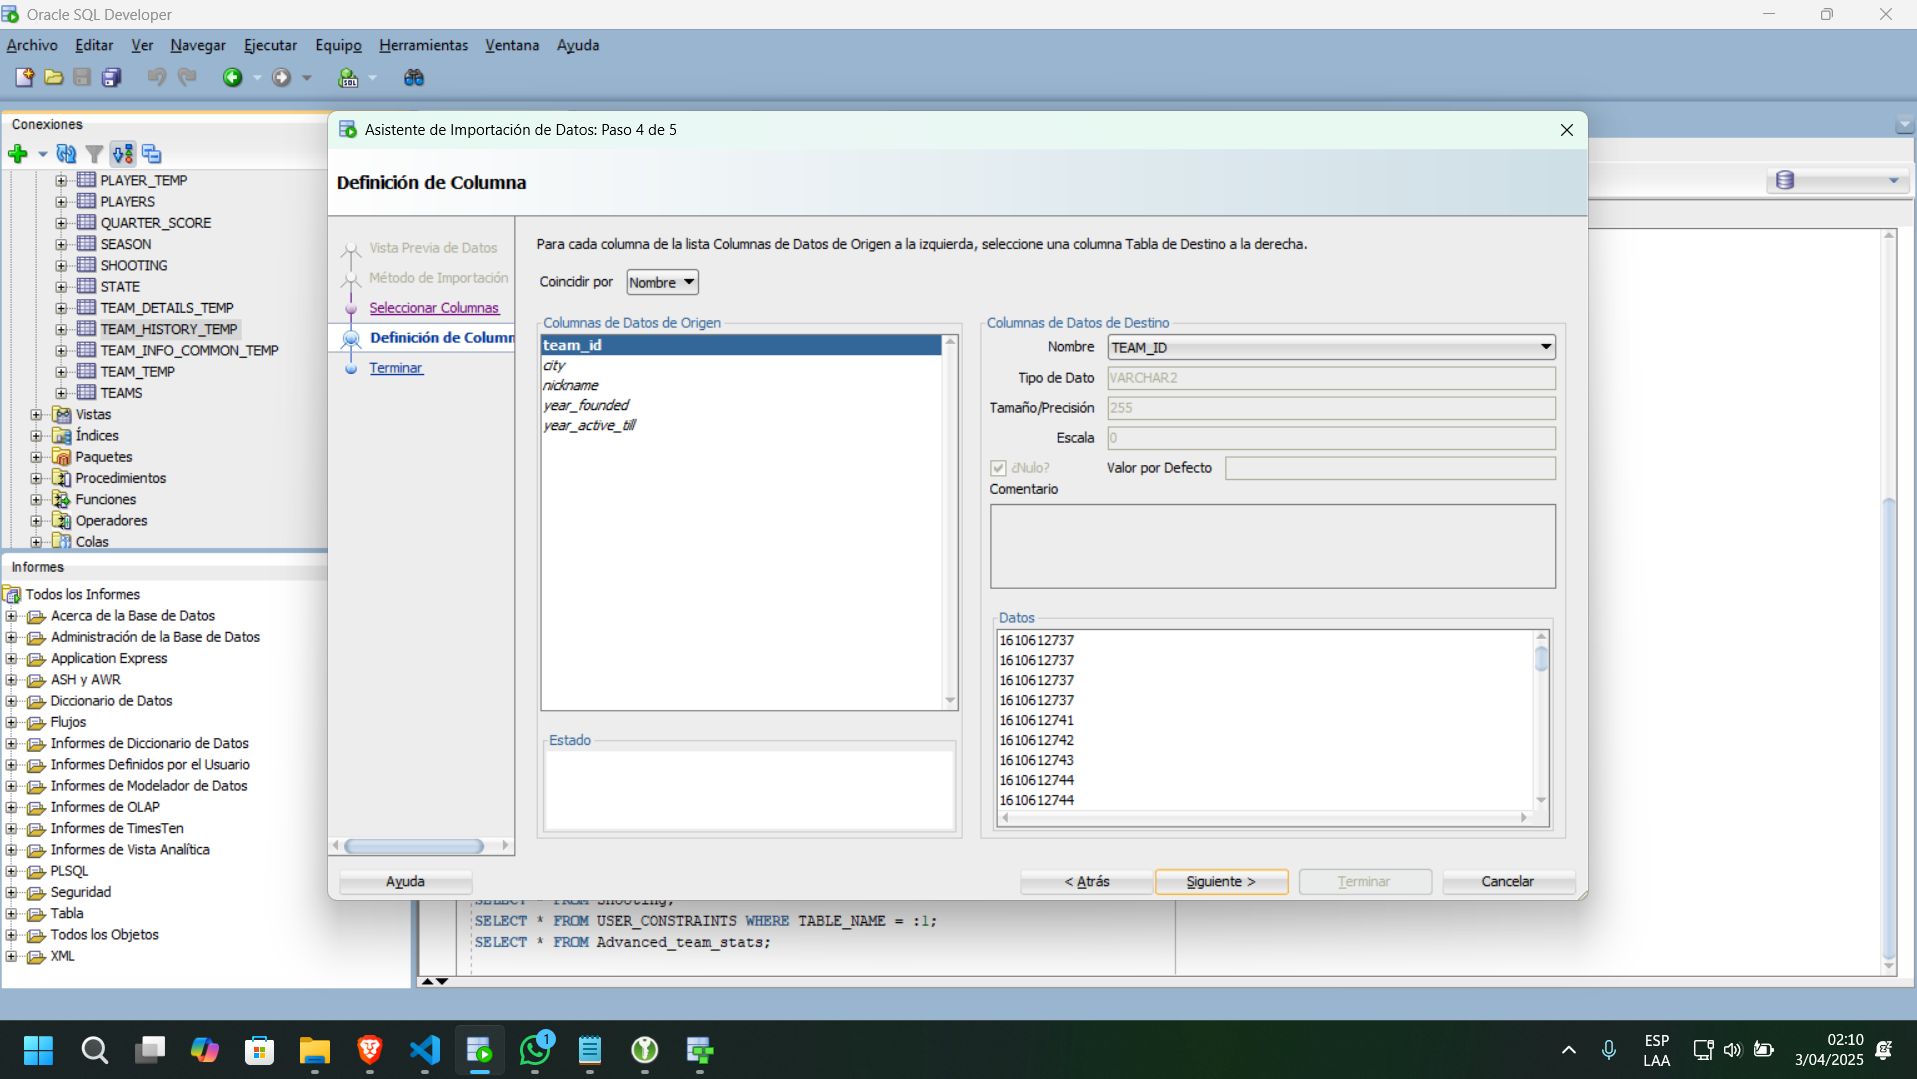 Oracle SQL Developer
Archivo Editar Ver Navegar Ejecutar Equipo Herramientas Ventana Ayuda
Conexiones
PLAYER_TEMP
PLAYERS
QUARTER_SCORE
SEASON
SHOOTING
STATE
TEAM_DETAILS_TEMP
TEAM_HISTORY_TEMP
TEAM_INFO_COMMON_TEMP
TEAM_TEMP
TEAMS
Vistas
Índices
Paquetes
Procedimientos
Funciones
Operadores
Colas
Informes
Todos los Informes
Acerca de la Base de Datos
Administración de la Base de Datos
Application Express
ASH y AWR
Diccionario de Datos
Flujos
Informes de Diccionario de Datos
Informes Definidos por el Usuario
Informes de Modelador de Datos
Informes de OLAP
Informes de TimesTen
Informes de Vista Analítica
PLSQL
Seguridad
Tabla
Todos los Objetos
XML
Asistente de Importación de Datos: Paso 4 de 5
Definición de Columna
Vista Previa de Datos
Método de Importación
Seleccionar Columnas
Definición de Column
Terminar
Para cada columna de la lista Columnas de Datos de Origen a la izquierda, seleccione una columna Tabla de Destino a la derecha.
Coincidir por Nombre
Columnas de Datos de Origen
team_id
city
nickname
year_founded
year_active_till
Estado
Columnas de Datos de Destino
Nombre TEAM_ID
Tipo de Dato VARCHAR2
Tamaño/Precisión 255
Escala 0
¿Nulo? Valor por Defecto
Comentario
Datos
1610612737
1610612737
1610612737
1610612737
1610612741
1610612742
1610612743
1610612744
1610612744
Ayuda < Atrás Siguiente > Terminar Cancelar
SELECT * FROM Shooting;
SELECT * FROM USER_CONSTRAINTS WHERE TABLE_NAME = :1;
SELECT * FROM Advanced_team_stats;
SQL
1
ESP
LAA
02:10
3/04/2025